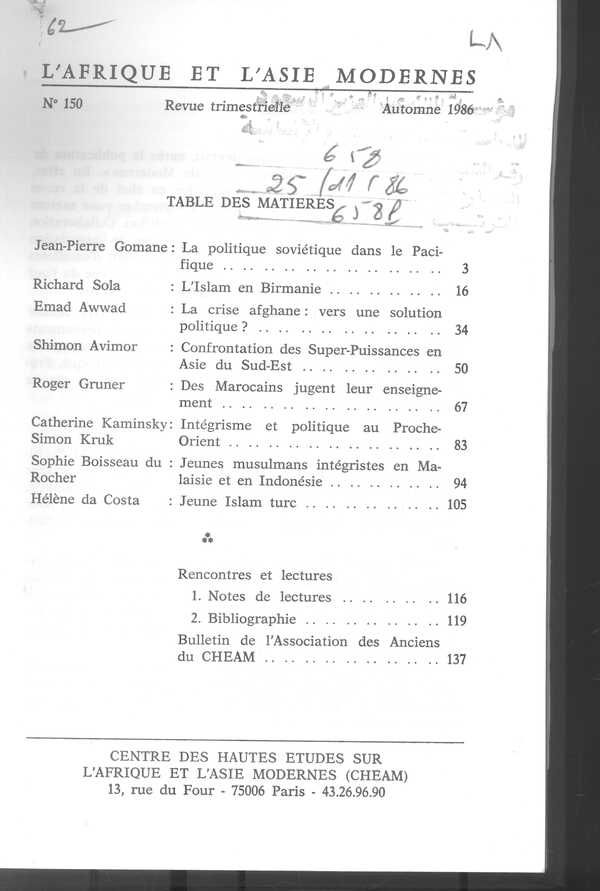 62
L'AFRIQUE ET L'ASIE MODERNES
N° 150 Revue trimestrielle Automne 1986
658
25/11/86
TABLE DES MATIERES
6588
Jean-Pierre Gomane : La politique soviétique dans le Paci-
fique .. .. .. .. .. .. .. .. .. .. .. .. .. .. 3
Richard Sola : L'Islam en Birmanie .. .. .. .. .. .. .. 16
Emad Awwad : La crise afghane : vers une solution
politique ? .. .. .. .. .. .. .. .. .. .. .. 34
Shimon Avimor : Confrontation des Super-Puissances en
Asie du Sud-Est .. .. .. .. .. .. .. .. .. 50
Roger Gruner : Des Marocains jugent leur enseigne-
ment .. .. .. .. .. .. .. .. .. .. .. .. .. .. 67
Catherine Kaminsky : Intégrisme et politique au Proche-
Simon Kruk Orient .. .. .. .. .. .. .. .. .. .. .. .. .. 83
Sophie Boisseau du : Jeunes musulmans intégristes en Ma-
Rocher laisie et en Indonésie .. .. .. .. .. .. .. 94
Hélène da Costa : Jeune Islam turc .. .. .. .. .. .. .. .. .. 105
Rencontres et lectures
1. Notes de lectures .. .. .. .. .. .. 116
2. Bibliographie .. .. .. .. .. .. .. .. 119
Bulletin de l'Association des Anciens
du CHEAM .. .. .. .. .. .. .. .. .. .. .. 137
CENTRE DES HAUTES ETUDES SUR
L'AFRIQUE ET L'ASIE MODERNES (CHEAM)
13, rue du Four - 75006 Paris - 43.26.96.90